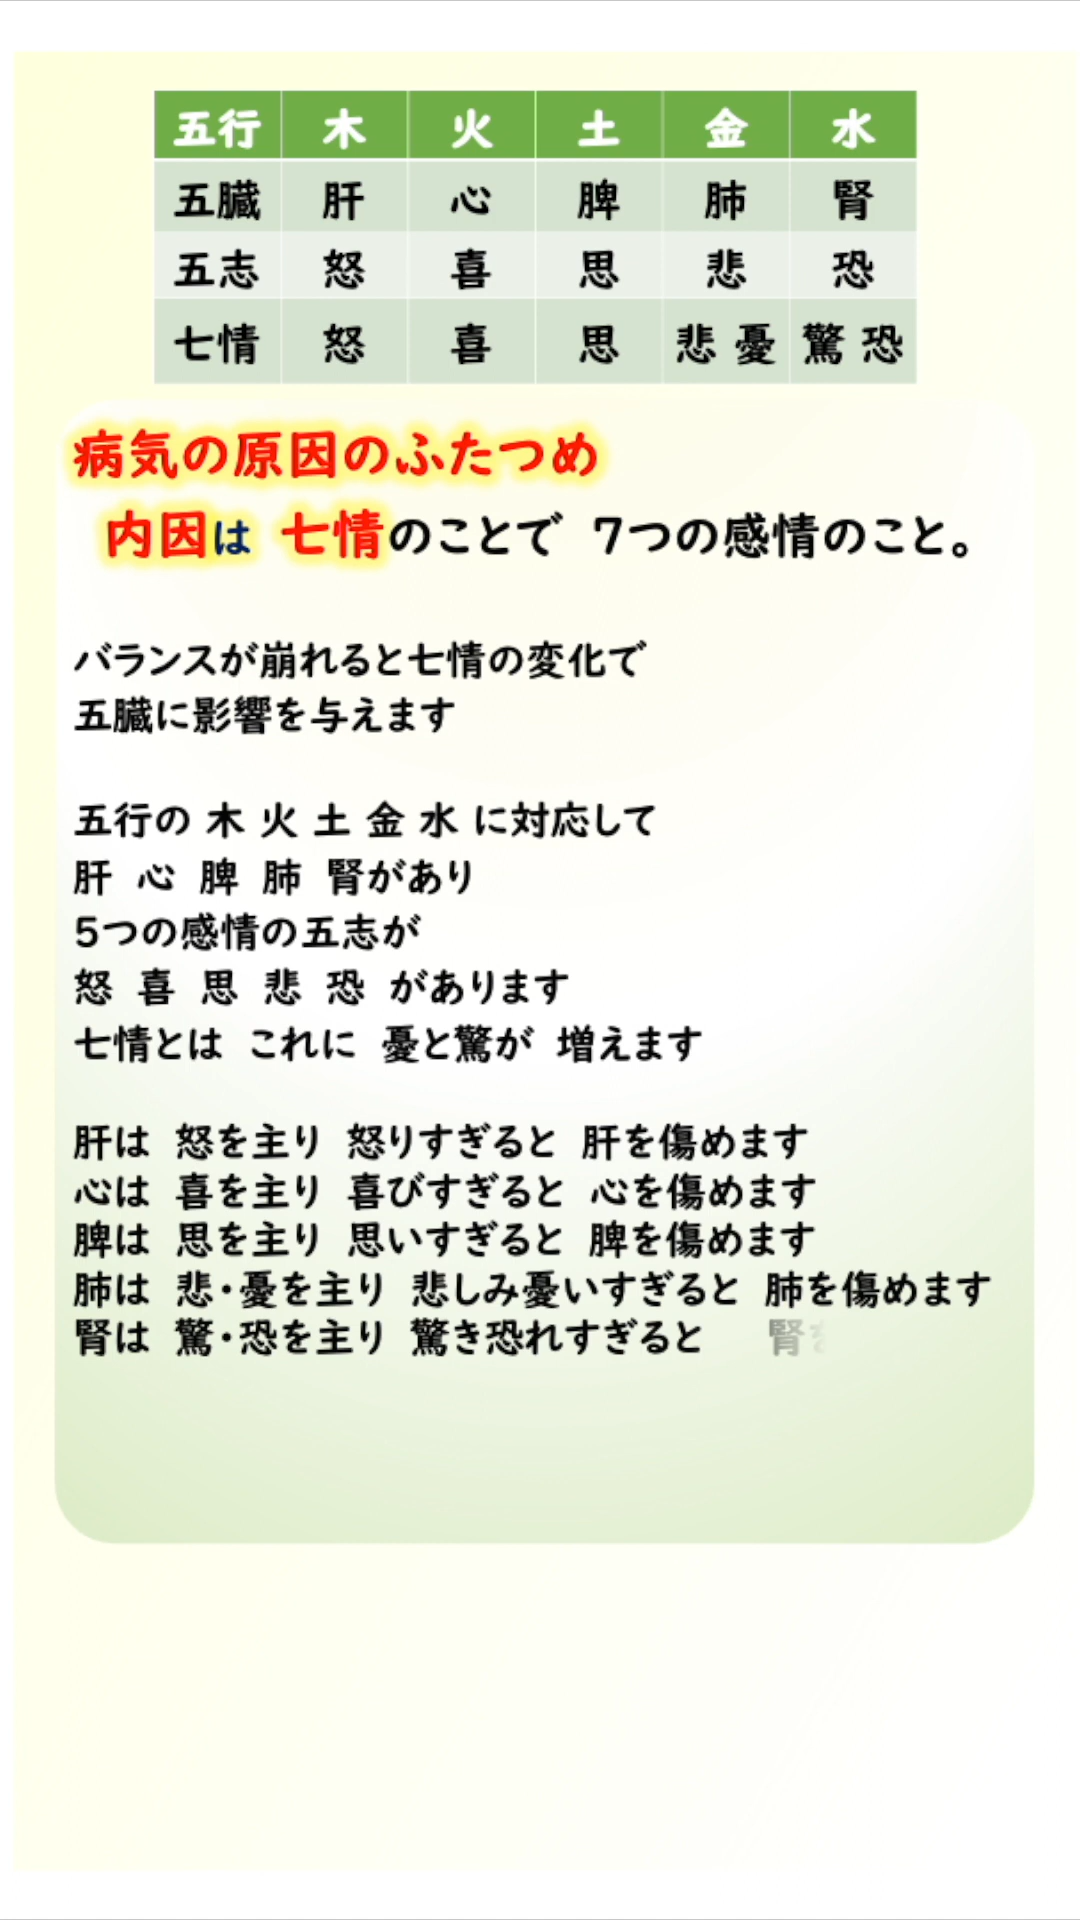 五行 木 火 土 金 水
五臓 肝 心 脾 肺 腎
五志 怒 喜 思 悲 恐
七情 怒 喜 思 悲 憂 驚 恐
病気の原因のふたつめ
内因は 七情のことで 7つの感情のこと。
バランスが崩れると七情の変化で
五臓に影響を与えます
五行の 木 火 土 金 水 に対応して
肝 心 脾 肺 腎があり
5つの感情の五志が
怒 喜 思 悲 恐 があります
七情とは これに 憂と驚が 増えます
肝は 怒を主り 怒りすぎると 肝を傷めます
心は 喜を主り 喜びすぎると 心を傷めます
脾は 思を主り 思いすぎると 脾を傷めます
肺は 悲・憂を主り 悲しみ憂いすぎると 肺を傷めます
腎は 驚・恐を主り 驚き恐れすぎると 腎